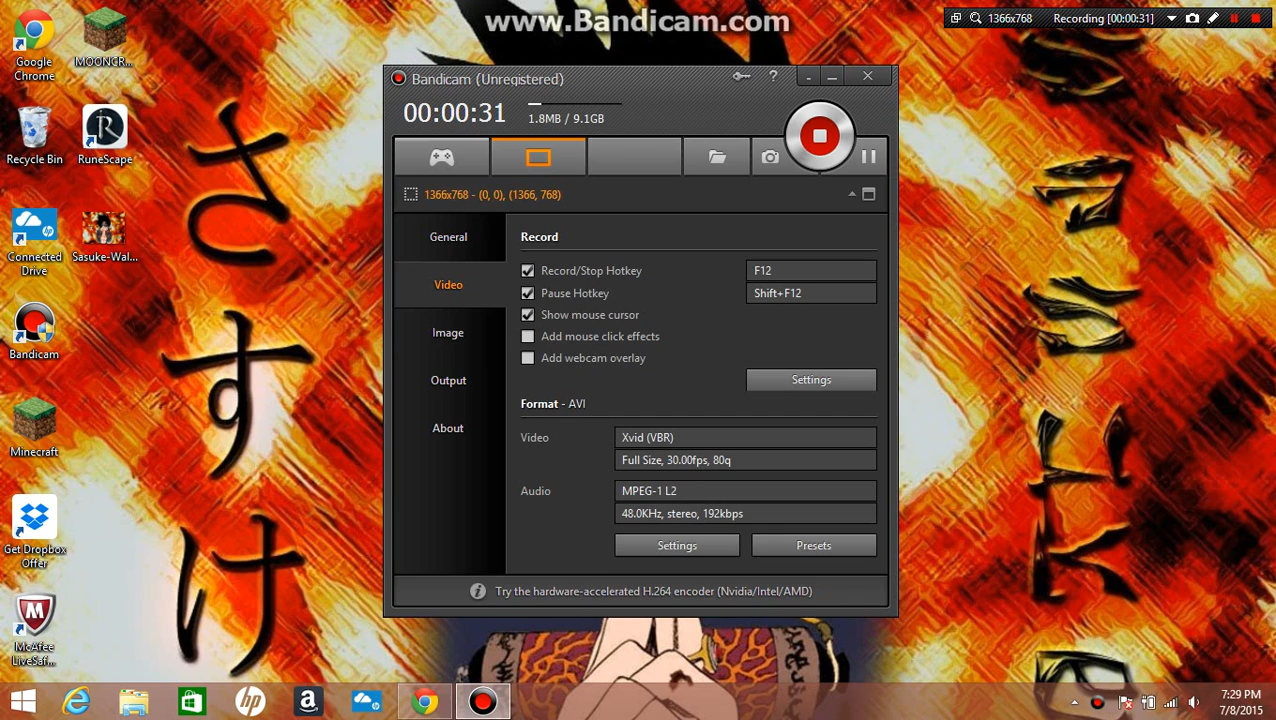 www.Bandicam.com
1366x768 Recording [00:00:31]
Google
Chrome
MOONCR...
Recycle Bin
RuneScape
Connected
Drive
Sasuke-Wal...
Bandicam
Minecraft
Get Dropbox
Offer
McAfee
LiveSaf...
さすけ
Bandicam (Unregistered)
?
00:00:31
1.8MB / 9.1GB
1366x768 - (0, 0), (1366, 768)
General
Video
Image
Output
About
Record
Record/Stop Hotkey F12
Pause Hotkey Shift+F12
Show mouse cursor
Add mouse click effects
Add webcam overlay
Settings
Format - AVI
Video Xvid (VBR)
Full Size, 30.00fps, 80q
Audio MPEG-1 L2
48.0KHz, stereo, 192kbps
Settings Presets
Try the hardware-accelerated H.264 encoder (Nvidia/Intel/AMD)
7:29 PM
7/8/2015